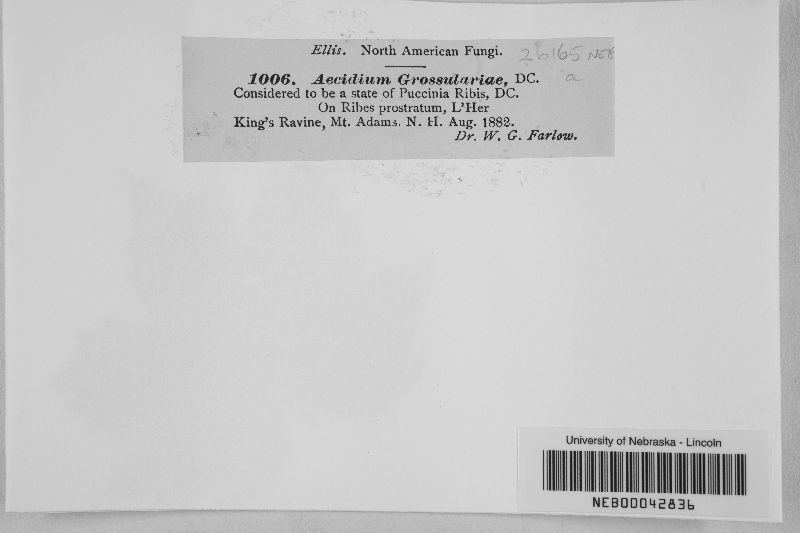 Ellis. North American Fungi.
26165 NEB
1006. Aecidium Grossulariae, DC.
a
Considered to be a state of Puccinia Ribis, DC.
On Ribes prostratum, L'Her
King's Ravine, Mt. Adams. N. H. Aug. 1882.
Dr. W. G. Farlow.
University of Nebraska - Lincoln
NEB00042836